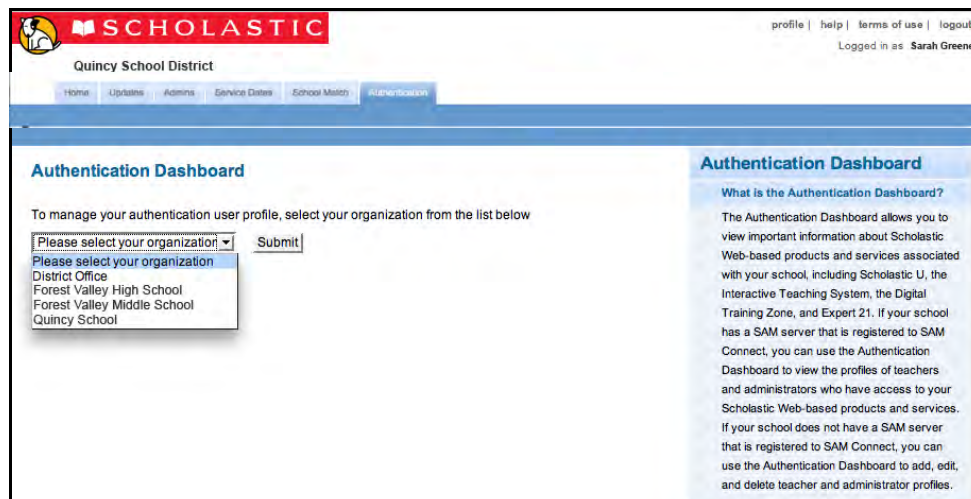 SCHOLASTIC
profile | help | terms of use | logout
Logged in as Sarah Greene
Quincy School District
Home Updates Admins Service Dates School Match Authentication
Authentication Dashboard
To manage your authentication user profile, select your organization from the list below
Please select your organization Submit
Please select your organization
District Office
Forest Valley High School
Forest Valley Middle School
Quincy School
Authentication Dashboard
What is the Authentication Dashboard?
The Authentication Dashboard allows you to
view important information about Scholastic
Web-based products and services associated
with your school, including Scholastic U, the
Interactive Teaching System, the Digital
Training Zone, and Expert 21. If your school
has a SAM server that is registered to SAM
Connect, you can use the Authentication
Dashboard to view the profiles of teachers
and administrators who have access to your
Scholastic Web-based products and services.
If your school does not have a SAM server
that is registered to SAM Connect, you can
use the Authentication Dashboard to add, edit,
and delete teacher and administrator profiles.